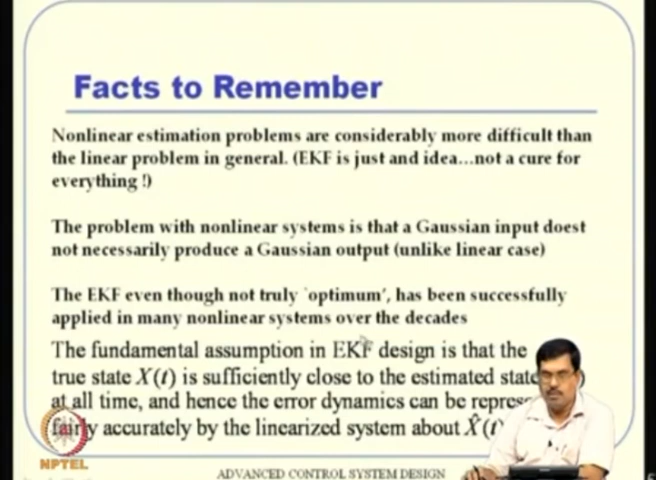 Facts to Remember
Nonlinear estimation problems are considerably more difficult than
the linear problem in general. (EKF is just and idea...not a cure for
everything !)
The problem with nonlinear systems is that a Gaussian input doest
not necessarily produce a Gaussian output (unlike linear case)
The EKF even though not truly `optimum', has been successfully
applied in many nonlinear systems over the decades
The fundamental assumption in EKF design is that the
true state X(t) is sufficiently close to the estimated state
at all time, and hence the error dynamics can be repres
fairly accurately by the linearized system about X̂(t)
NPTEL
ADVANCED CONTROL SYSTEM DESIGN
5